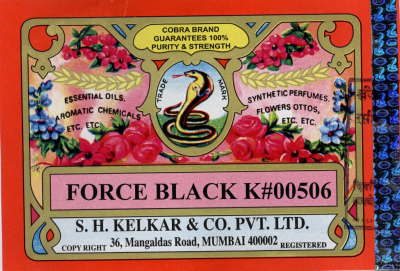 COBRA BRAND
GUARANTEES 100%
PURITY & STRENGTH
TRADE MARK
ESSENTIAL OILS.
AROMATIC CHEMICALS
ETC. ETC.
SYNTHETIC PERFUMES.
FLOWERS OTTOS,
ETC. ETC.
FORCE BLACK K#00506
S. H. KELKAR & CO. PVT. LTD.
COPY RIGHT 36, Mangaldas Road, MUMBAI 400002 REGISTERED